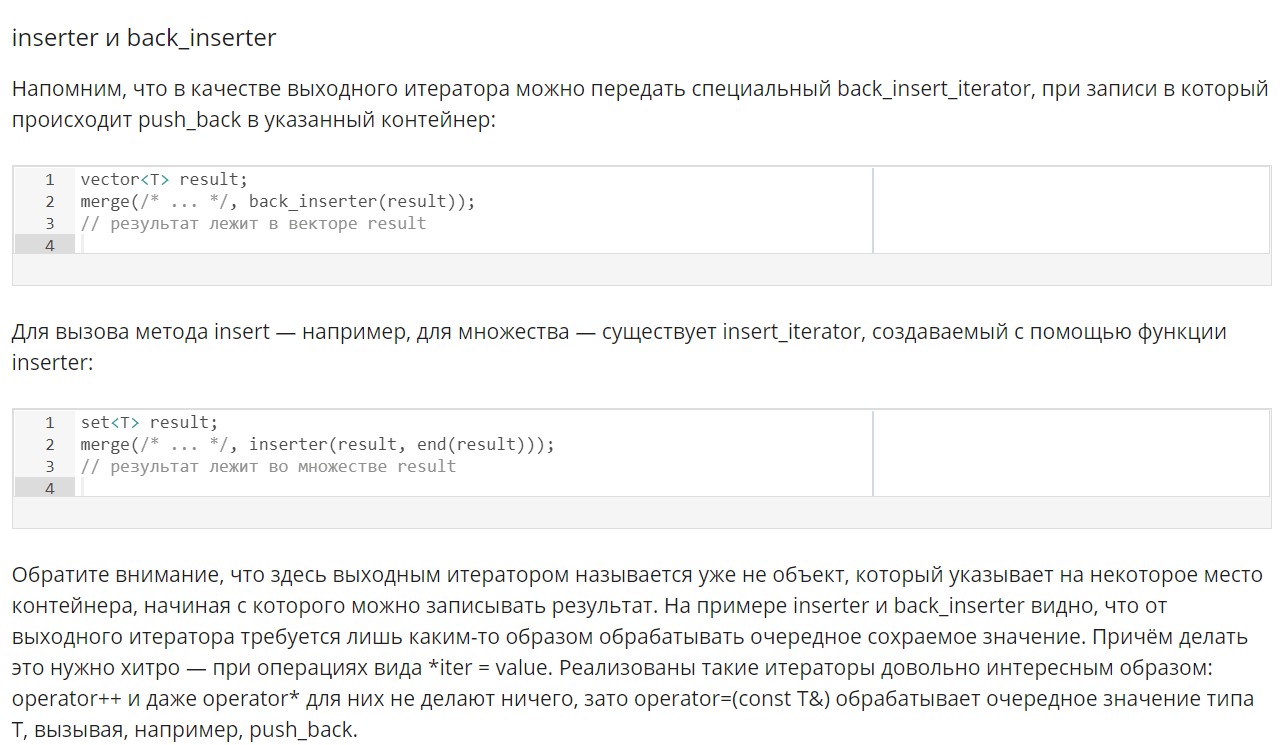 inserter и back_inserter
Напомним, что в качестве выходного итератора можно передать специальный back_insert_iterator, при записи в который
происходит push_back в указанный контейнер:
1 vector<T> result;
2 merge(/* ... */, back_inserter(result));
3 // результат лежит в векторе result
4
Для вызова метода insert — например, для множества — существует insert_iterator, создаваемый с помощью функции
inserter:
1 set<T> result;
2 merge(/* ... */, inserter(result, end(result)));
3 // результат лежит во множестве result
4
Обратите внимание, что здесь выходным итератором называется уже не объект, который указывает на некоторое место
контейнера, начиная с которого можно записывать результат. На примере inserter и back_inserter видно, что от
выходного итератора требуется лишь каким-то образом обрабатывать очередное сохраемое значение. Причём делать
это нужно хитро — при операциях вида *iter = value. Реализованы такие итераторы довольно интересным образом:
operator++ и даже operator* для них не делают ничего, зато operator=(const T&) обрабатывает очередное значение типа
T, вызывая, например, push_back.